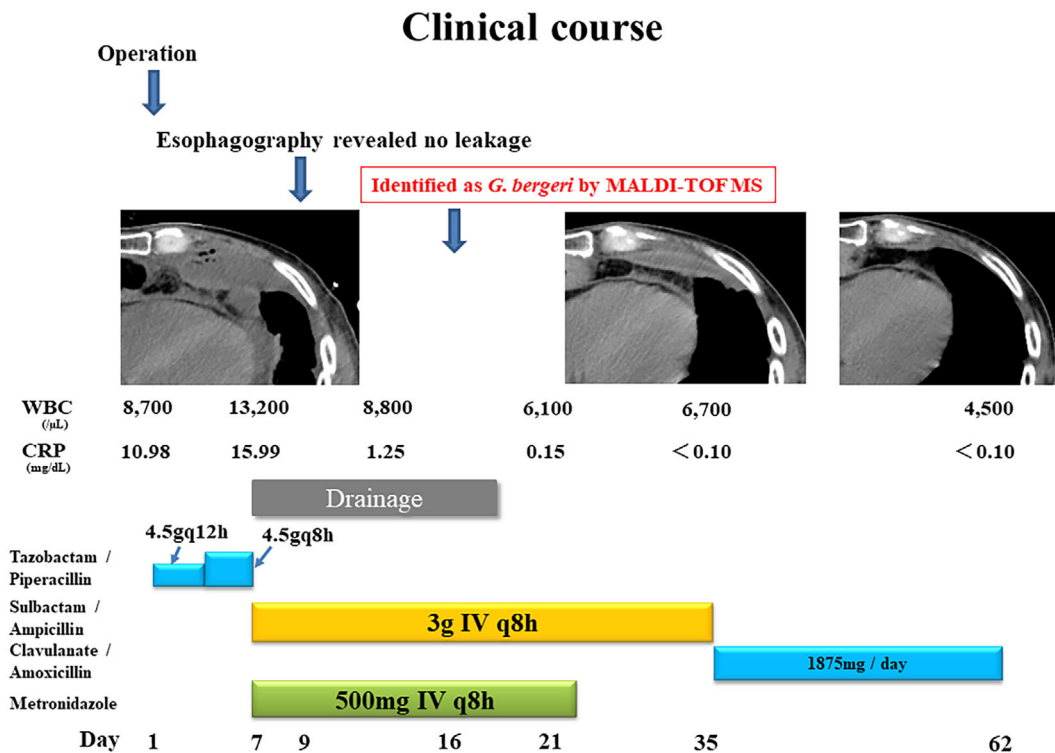 Clinical course
Operation
Esophagography revealed no leakage
Identified as G. bergeri by MALDI-TOFMS
WBC 8,700 13,200 8,800 6,100 6,700 4,500
(/μL)
CRP 10.98 15.99 1.25 0.15 ＜0.10 ＜0.10
(mg/dL)
Drainage
4.5gq12h 4.5gq8h
Tazobactam /
Piperacillin
Sulbactam /
Ampicillin
3g IV q8h
Clavulanate /
Amoxicillin
1875mg / day
Metronidazole 500mg IV q8h
Day 1 7 9 16 21 35 62